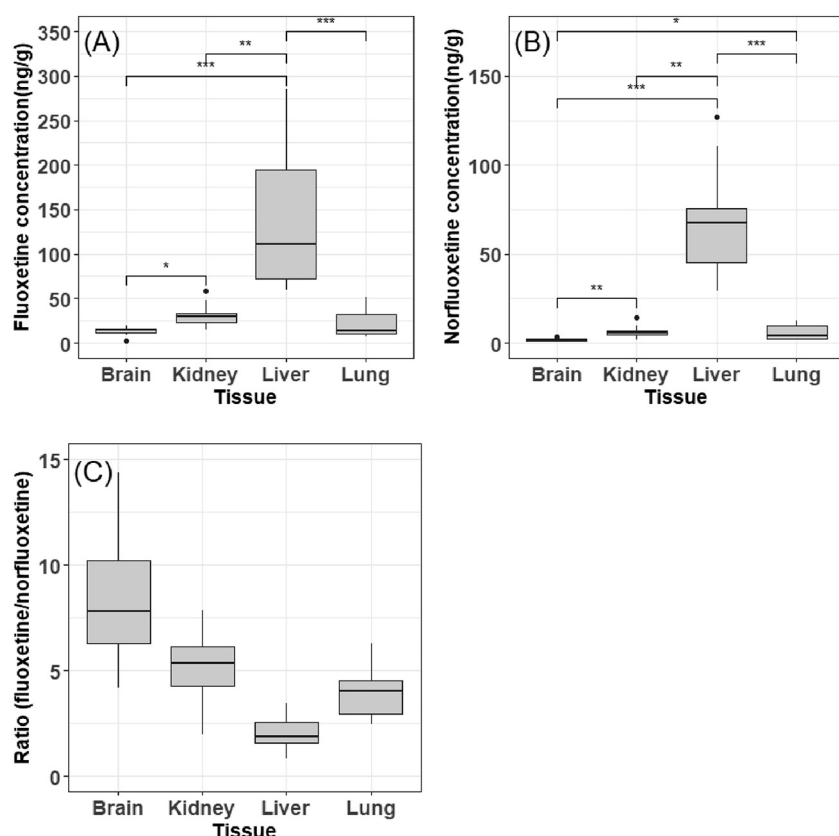 (A)
Fluoxetine concentration(ng/g)
350
300
250
200
150
100
50
0
***
**
***
*
Brain Kidney Liver Lung
Tissue
(B)
Norfluoxetine concentration(ng/g)
150
100
50
0
*
***
**
***
**
Brain Kidney Liver Lung
Tissue
(C)
Ratio (fluoxetine/norfluoxetine)
15
10
5
0
Brain Kidney Liver Lung
Tissue